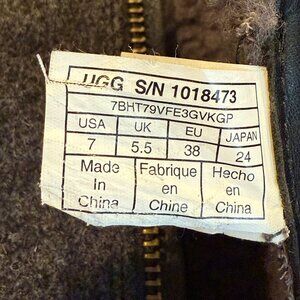 UGG S/N 1018473
7BHT79VFE3GVKGP
USA UK EU JAPAN
7 5.5 38 24
Made Fabrique Hecho
In en en
China Chine China